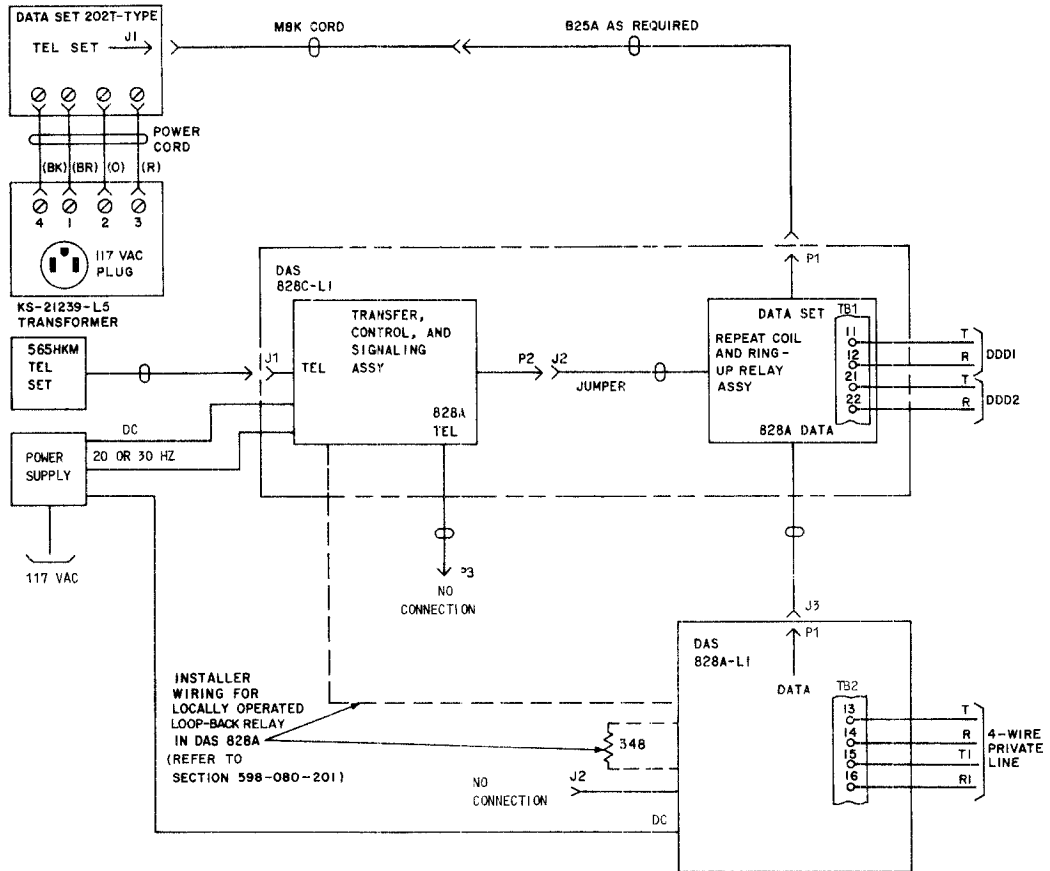 DATA SET 202T-TYPE
TEL SET
J1
M8K CORD
B25A AS REQUIRED
POWER
CORD
(BK) (BR) (O) (R)
4 1 2 3
117 VAC
PLUG
KS-21239-L5
TRANSFORMER
565HKM
TEL
SET
POWER
SUPPLY
117 VAC
DC
20 OR 30 HZ
DAS
828C-L1
J1
TEL
TRANSFER,
CONTROL, AND
SIGNALING
ASSY
828A
TEL
P2 J2
JUMPER
P1
DATA SET
REPEAT COIL
AND RING-
UP RELAY
ASSY
828A DATA
TB1
11
12
21
22
T
R
DDD1
T
R
DDD2
P3
NO
CONNECTION
J3
P1
DAS
828A-L1
DATA
TB2
13
14
15
16
T
R
T1
R1
4-WIRE
PRIVATE
LINE
INSTALLER
WIRING FOR
LOCALLY OPERATED
LOOP-BACK RELAY
IN DAS 828A
(REFER TO
SECTION 598-080-201)
348
NO
CONNECTION
J2
DC